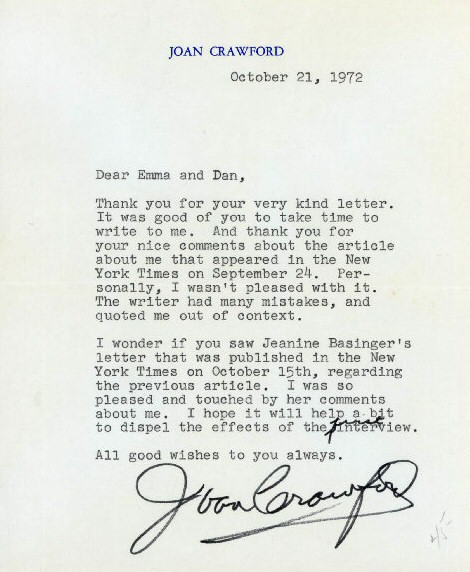 JOAN CRAWFORD
October 21, 1972
Dear Emma and Dan,
Thank you for your very kind letter.
It was good of you to take time to
write to me. And thank you for
your nice comments about the article
about me that appeared in the New
York Times on September 24. Per-
sonally, I wasn't pleased with it.
The writer had many mistakes, and
quoted me out of context.
I wonder if you saw Jeanine Basinger's
letter that was published in the New
York Times on October 15th, regarding
the previous article. I was so
pleased and touched by her comments
about me. I hope it will help a bit
to dispel the effects of the first interview.
All good wishes to you always.
Joan Crawford